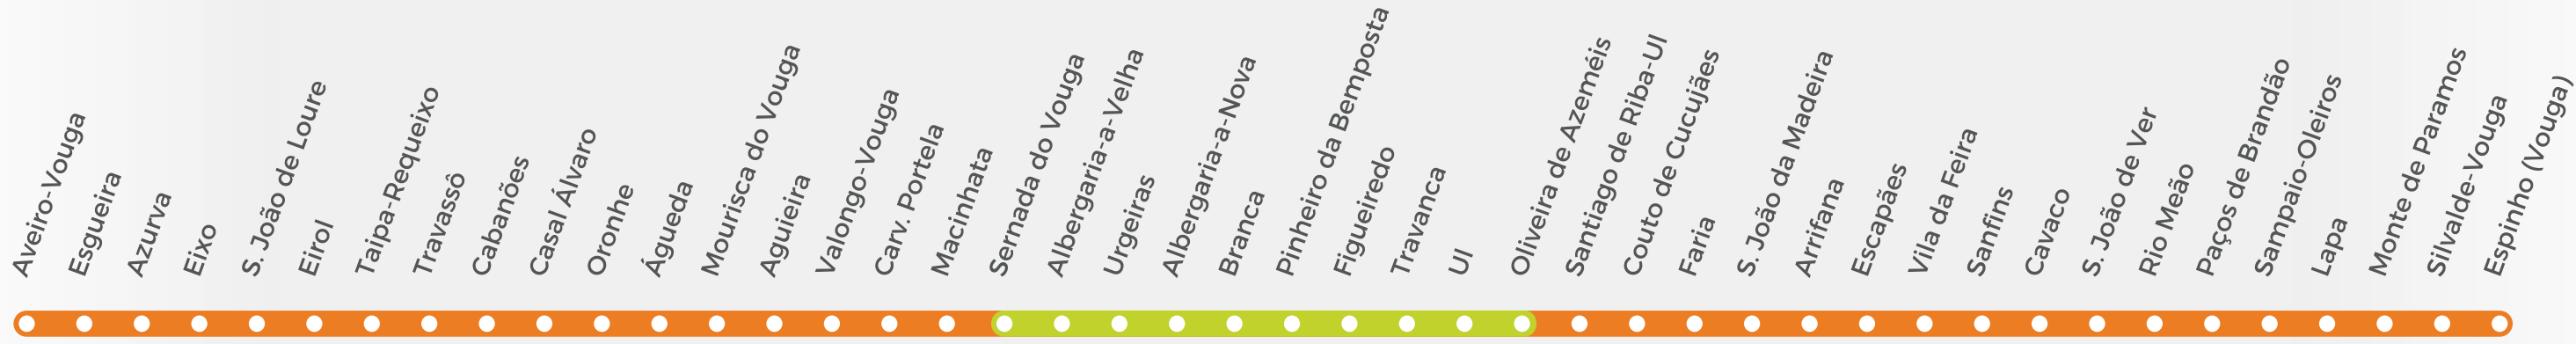 Aveiro-Vouga
Esgueira
Azurva
Eixo
S. João de Loure
Eirol
Taipa-Requeixo
Travassô
Cabanões
Casal Álvaro
Oronhe
Águeda
Mourisca do Vouga
Aguieira
Valongo-Vouga
Carv. Portela
Macinhata
Sernada do Vouga
Albergaria-a-Velha
Urgeiras
Albergaria-a-Nova
Branca
Pinheiro da Bemposta
Figueiredo
Travanca
Ul
Oliveira de Azeméis
Santiago de Riba-Ul
Couto de Cucujães
Faria
S. João da Madeira
Arrifana
Escapães
Vila da Feira
Sanfins
Cavaco
S. João de Ver
Rio Meão
Paços de Brandão
Sampaio-Oleiros
Lapa
Monte de Paramos
Silvalde-Vouga
Espinho (Vouga)